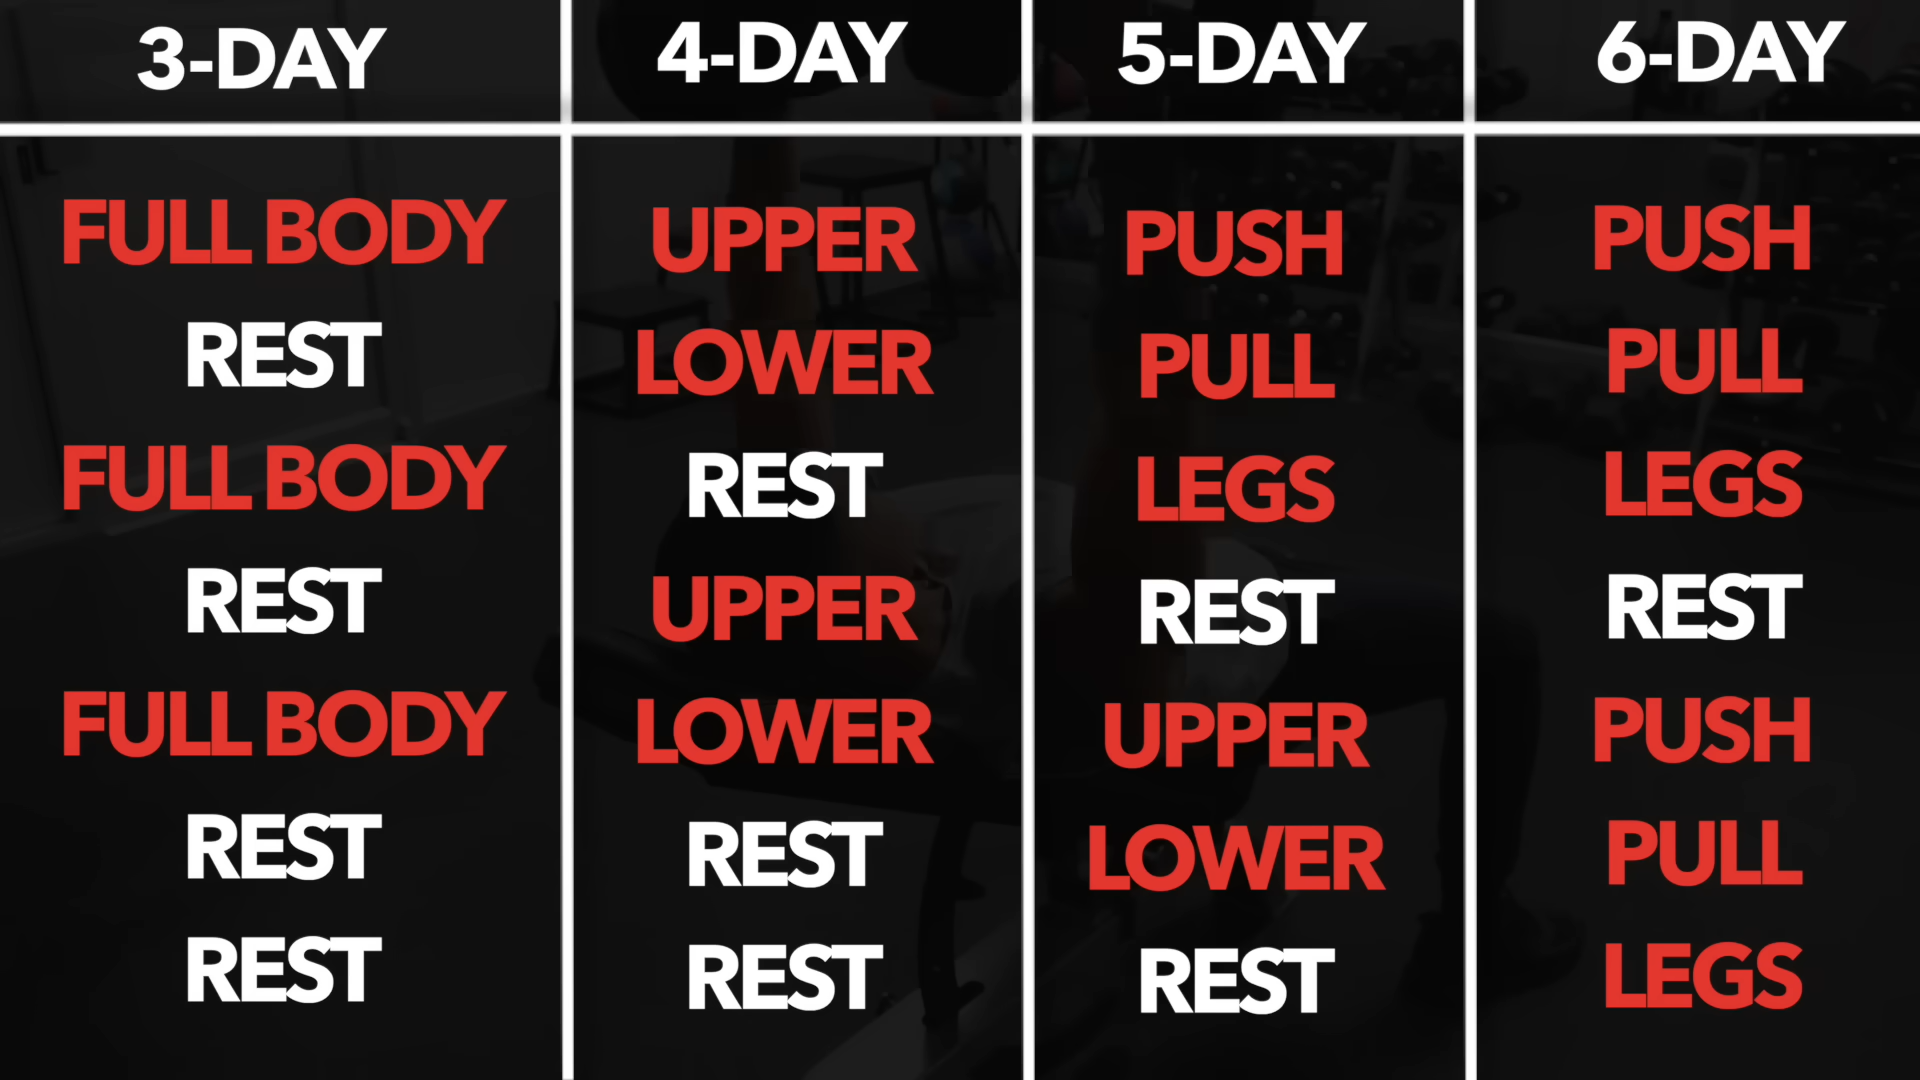 3-DAY 4-DAY 5-DAY 6-DAY
FULL BODY UPPER PUSH PUSH
REST LOWER PULL PULL
FULL BODY REST LEGS LEGS
REST UPPER REST REST
FULL BODY LOWER UPPER PUSH
REST REST LOWER PULL
REST REST REST LEGS